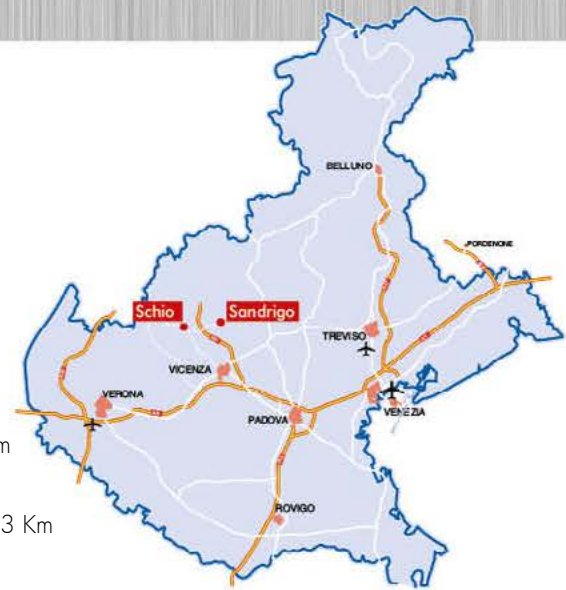 BELLUNO
PORDENONE
Schio
Sandrigo
TREVISO
VICENZA
VERONA
PADOVA
VENEZIA
m
ROVIGO
3 Km